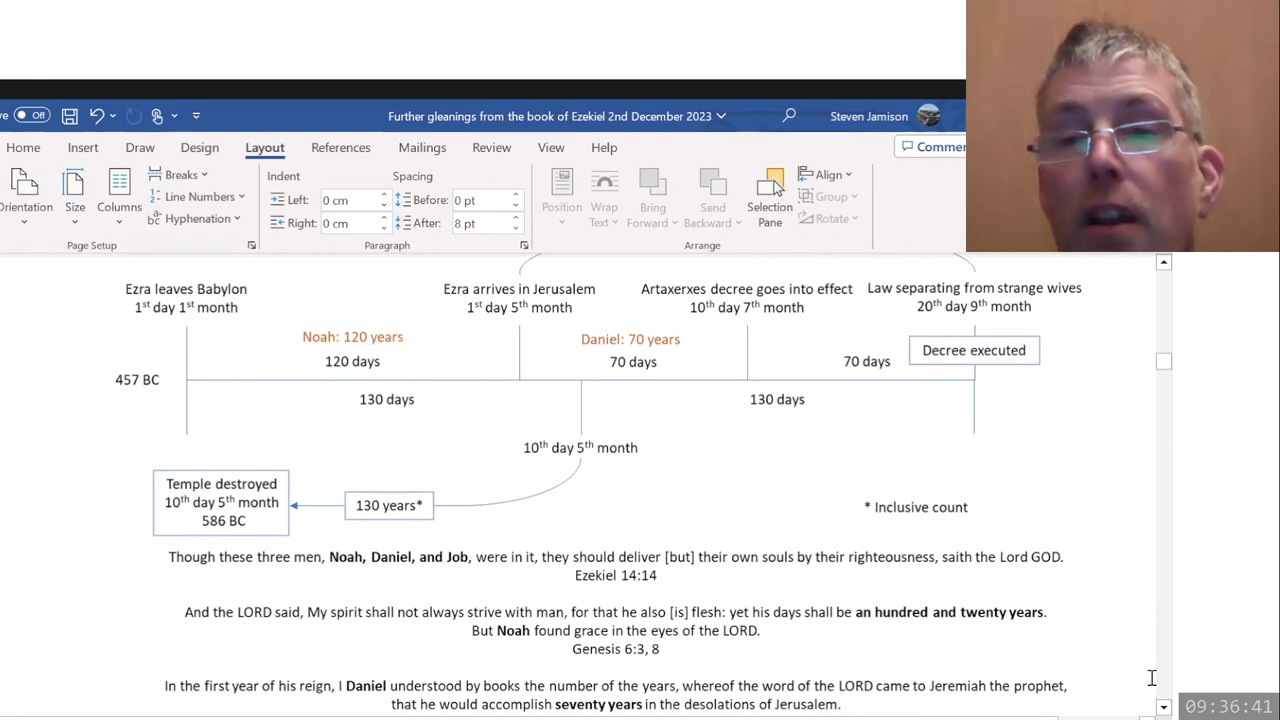 Off
Further gleanings from the book of Ezekiel 2nd December 2023
Steven Jamison
Home Insert Draw Design Layout References Mailings Review View Help
Breaks
Line Numbers
Hyphenation
Size
Columns
Page Setup
Indent Spacing
Left: 0 cm Before: 0 pt
Right: 0 cm After: 8 pt
Paragraph
Position
Wrap Text
Bring Forward
Send Backward
Selection Pane
Align
Group
Rotate
Arrange
Ezra leaves Babylon
1st day 1st month
Ezra arrives in Jerusalem
1st day 5th month
Artaxerxes decree goes into effect
10th day 7th month
Law separating from strange wives
20th day 9th month
Noah: 120 years
120 days
Daniel: 70 years
70 days
70 days
Decree executed
457 BC
130 days
130 days
10th day 5th month
Temple destroyed
10th day 5th month
586 BC
130 years*
* Inclusive count
Though these three men, Noah, Daniel, and Job, were in it, they should deliver [but] their own souls by their righteousness, saith the Lord GOD.
Ezekiel 14:14
And the LORD said, My spirit shall not always strive with man, for that he also [is] flesh: yet his days shall be an hundred and twenty years.
But Noah found grace in the eyes of the LORD.
Genesis 6:3, 8
In the first year of his reign, I Daniel understood by books the number of the years, whereof the word of the LORD came to Jeremiah the prophet,
that he would accomplish seventy years in the desolations of Jerusalem.
09:36:41